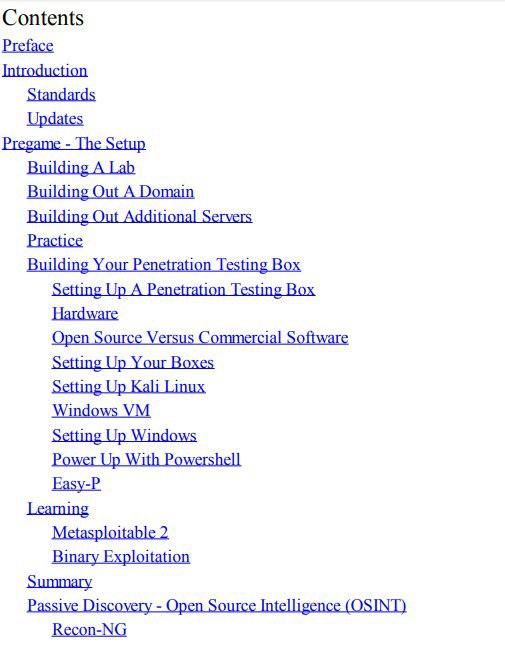 Contents
Preface
Introduction
Standards
Updates
Pregame - The Setup
Building A Lab
Building Out A Domain
Building Out Additional Servers
Practice
Building Your Penetration Testing Box
Setting Up A Penetration Testing Box
Hardware
Open Source Versus Commercial Software
Setting Up Your Boxes
Setting Up Kali Linux
Windows VM
Setting Up Windows
Power Up With Powershell
Easy-P
Learning
Metasploitable 2
Binary Exploitation
Summary
Passive Discovery - Open Source Intelligence (OSINT)
Recon-NG